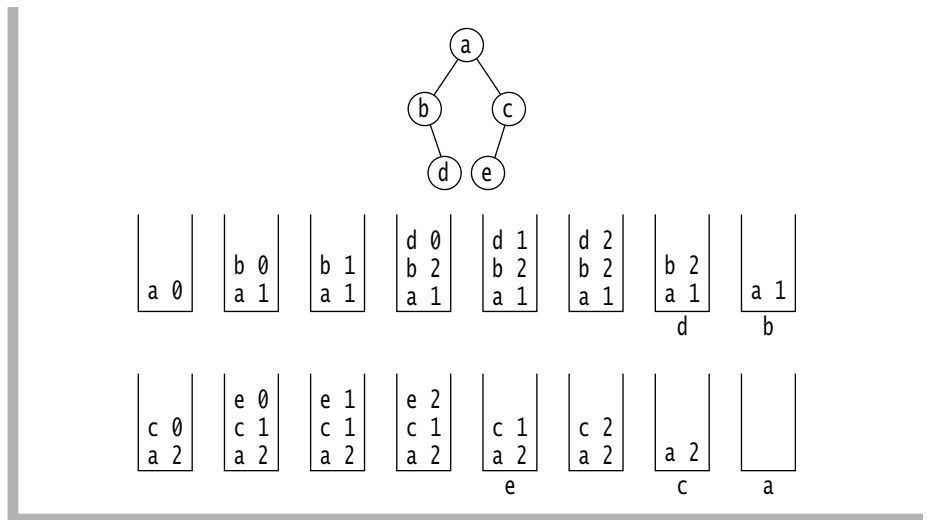 a
b c
d e
d 0 d 1 d 2
b 0 b 1 b 2 b 2 b 2 b 2
a 0 a 1 a 1 a 1 a 1 a 1 a 1 a 1
d b
e 0 e 1 e 2
c 0 c 1 c 1 c 1 c 1 c 2
a 2 a 2 a 2 a 2 a 2 a 2 a 2
e c a